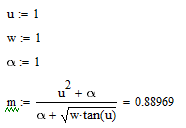 u := 1
w := 1
α := 1
m := (u² + α) / (α + √(w·tan(u))) = 0.88969